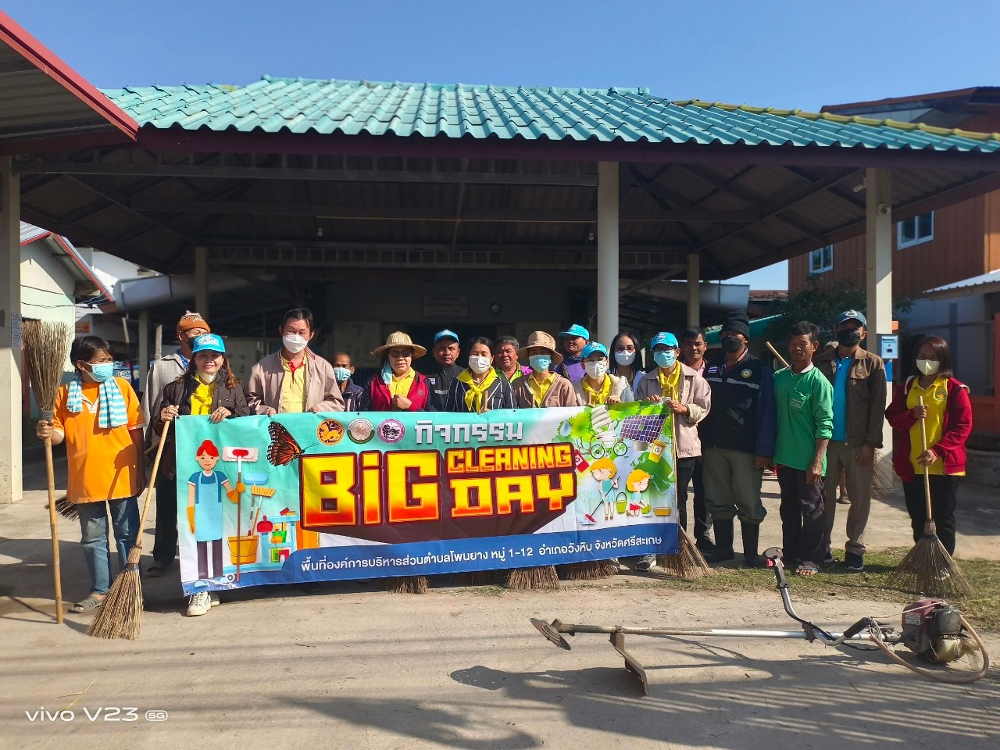 กิจกรรม
BiG CLEANING DAY
พื้นที่องค์การบริหารส่วนตำบลโพนยาง หมู่ 1-12 อำเภอวังหิน จังหวัดศรีสะเกษ
vivo V23 5G